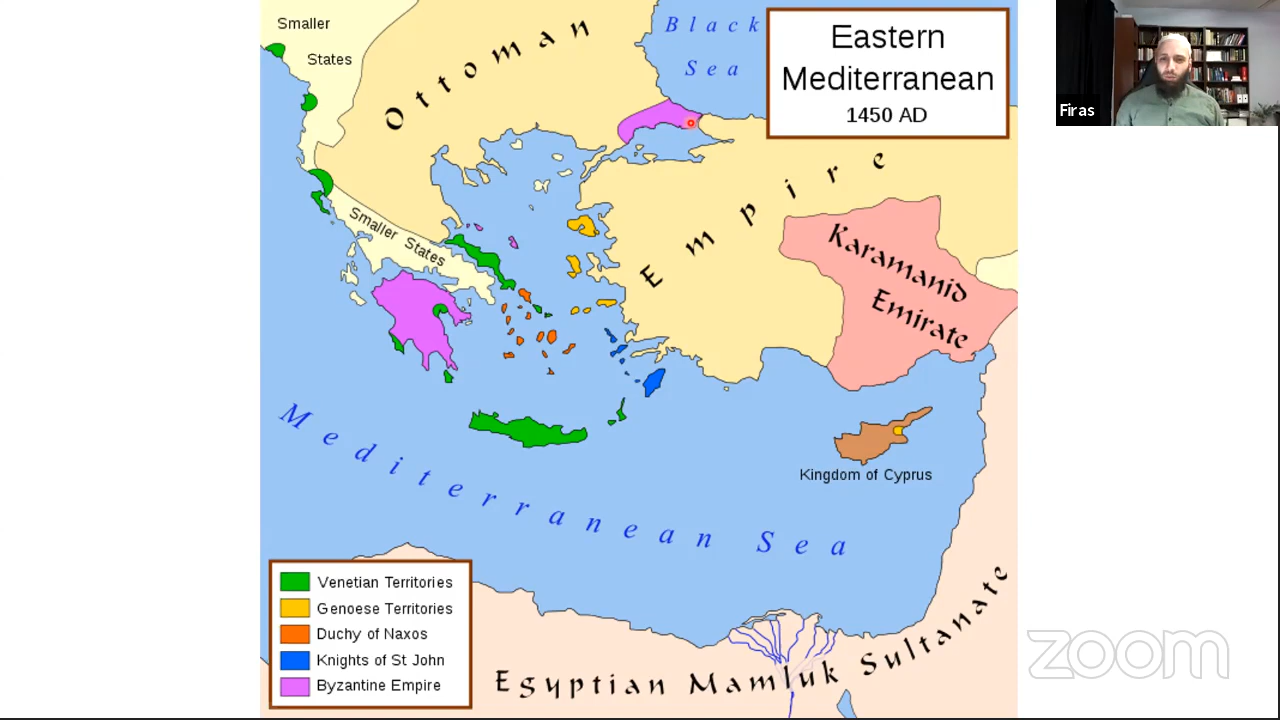 Smaller
States
Ottoman
Black
Sea
Eastern
Mediterranean
1450 AD
Firas
Empire
Smaller States
Karamanid
Emirate
Kingdom of Cyprus
Mediterranean Sea
Venetian Territories
Genoese Territories
Duchy of Naxos
Knights of St John
Byzantine Empire
Egyptian Mamluk Sultanate
zoom